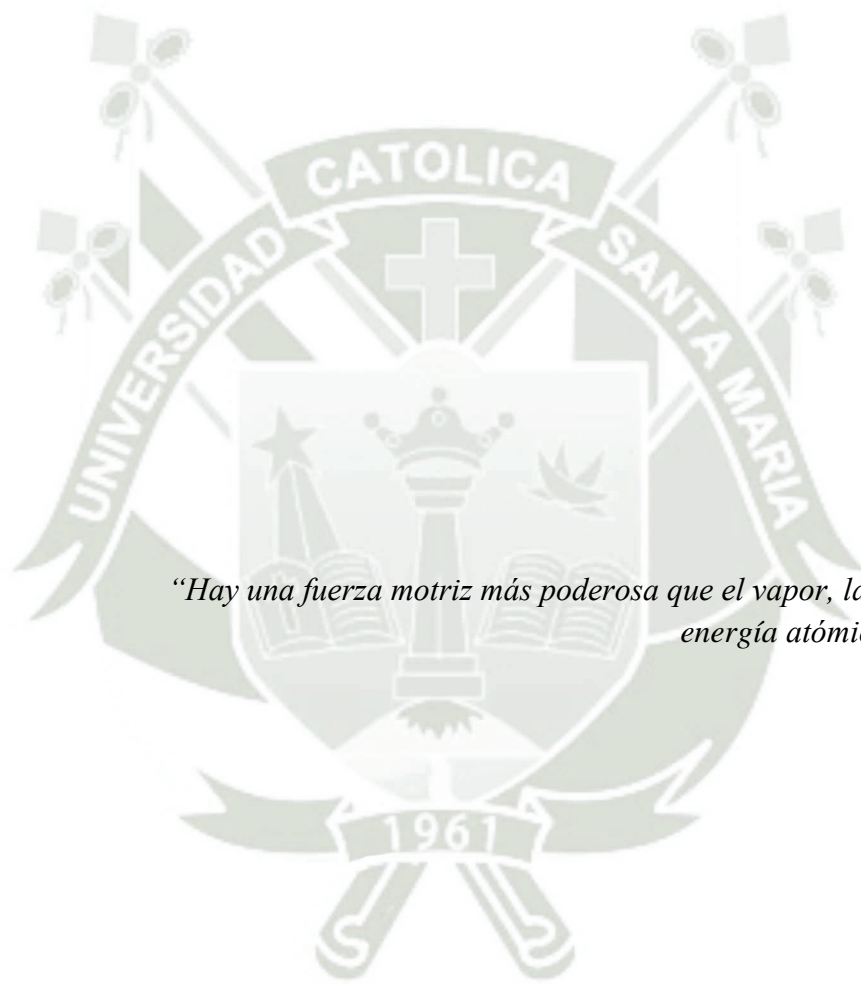 CATOLICA
UNIVERSIDAD
SANTA MARIA
“Hay una fuerza motriz más poderosa que el vapor, la
energía atómi
1961